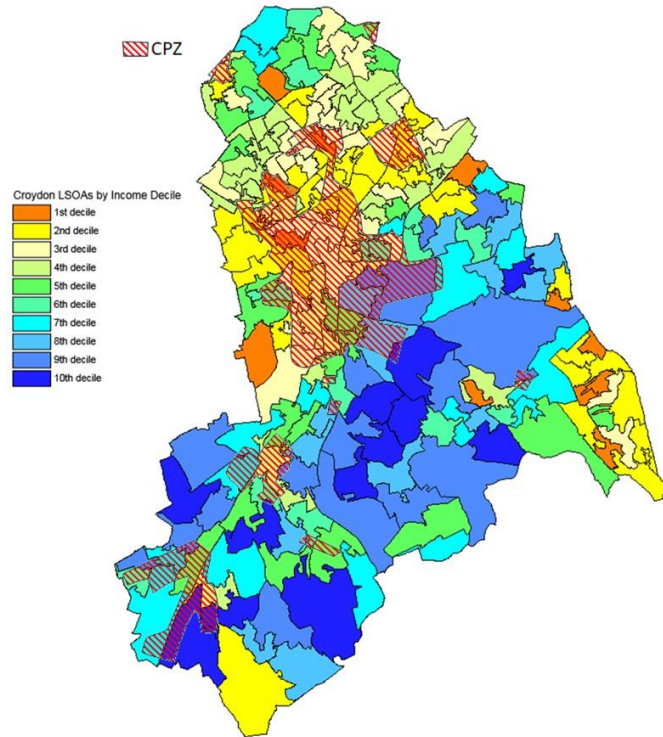 CPZ
Croydon LSOAs by Income Decile
1st decile
2nd decile
3rd decile
4th decile
5th decile
6th decile
7th decile
8th decile
9th decile
10th decile